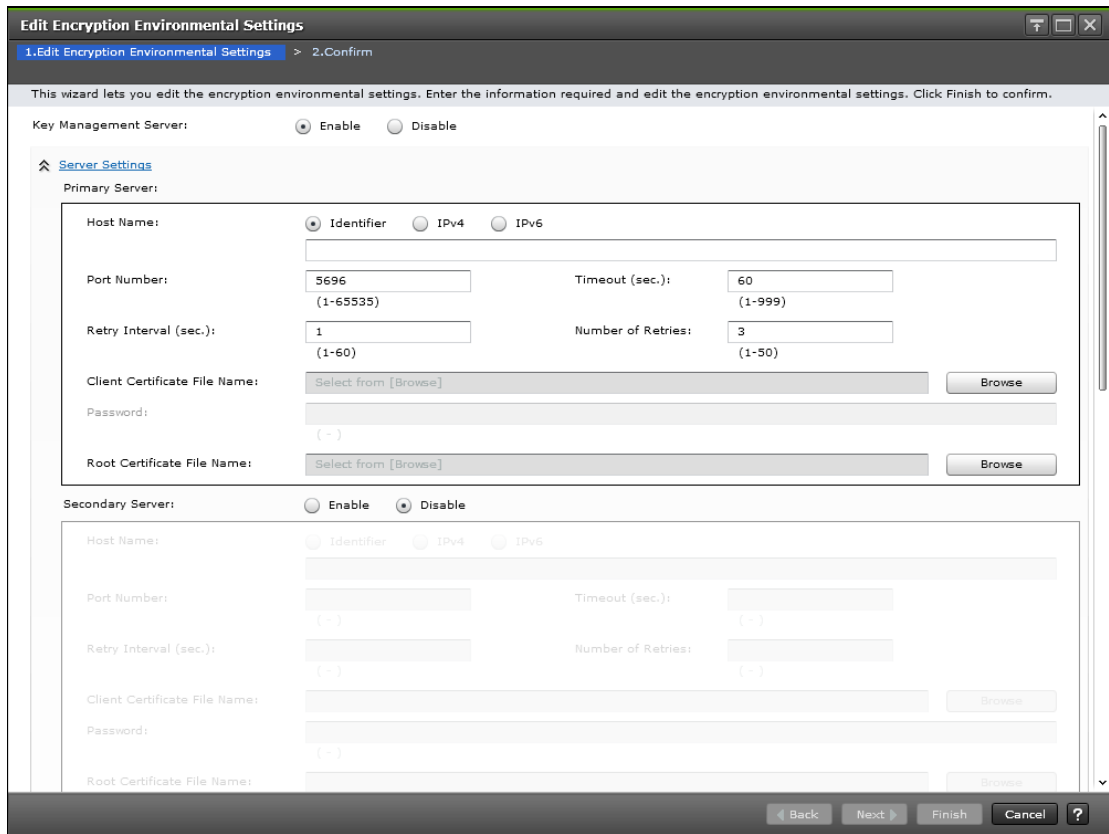 Edit Encryption Environmental Settings
1.Edit Encryption Environmental Settings > 2.Confirm
This wizard lets you edit the encryption environmental settings. Enter the information required and edit the encryption environmental settings. Click Finish to confirm.
Key Management Server: Enable Disable
Server Settings
Primary Server:
Host Name: Identifier IPv4 IPv6
Port Number: 5696 Timeout (sec.): 60
(1-65535) (1-999)
Retry Interval (sec.): 1 Number of Retries: 3
(1-60) (1-50)
Client Certificate File Name: Select from [Browse] Browse
Password:
( - )
Root Certificate File Name: Select from [Browse] Browse
Secondary Server: Enable Disable
Host Name: Identifier IPv4 IPv6
Port Number: Timeout (sec.):
( - ) ( - )
Retry Interval (sec.): Number of Retries:
( - ) ( - )
Client Certificate File Name: Browse
Password:
( - )
Root Certificate File Name: Browse
Back Next Finish Cancel ?